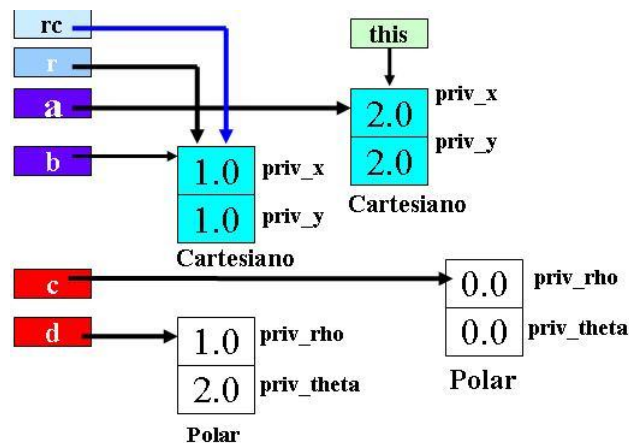 rc
this
r
a
2.0
priv_x
2.0
priv_y
Cartesiano
b
1.0
priv_x
1.0
priv_y
Cartesiano
c
0.0
priv_rho
0.0
priv_theta
Polar
d
1.0
priv_rho
2.0
priv_theta
Polar